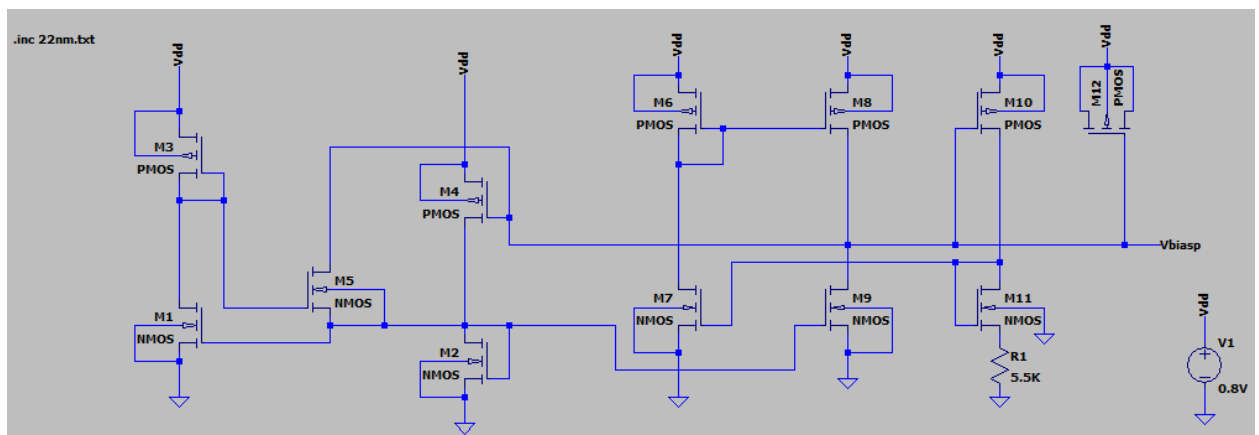 .inc 22nm.txt
Vdd
Vdd
Vdd
Vdd
Vdd
Vdd
M3
PMOS
M4
PMOS
M6
PMOS
M8
PMOS
M10
PMOS
M12
PMOS
Vbiasp
M1
NMOS
M5
NMOS
M2
NMOS
M7
NMOS
M9
NMOS
M11
NMOS
R1
5.5K
Vdd
V1
0.8V